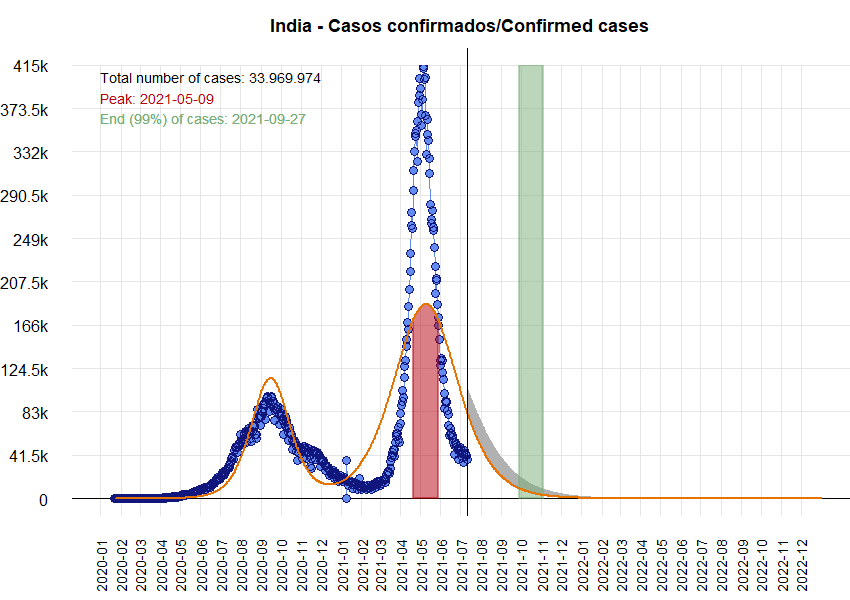 India - Casos confirmados/Confirmed cases
415k
Total number of cases: 33.969.974
Peak: 2021-05-09
373.5k
End (99%) of cases: 2021-09-27
332k
290.5k
249k
207.5k
166k
124.5k
83k
41.5k
0
2020-01
2020-02
2020-03
2020-04
2020-05
2020-06
2020-07
2020-08
2020-09
2020-10
2020-11
2020-12
2021-01
2021-02
2021-03
2021-04
2021-05
2021-06
2021-07
2021-08
2021-09
2021-10
2021-11
2021-12
2022-01
2022-02
2022-03
2022-04
2022-05
2022-06
2022-07
2022-08
2022-09
2022-10
2022-11
2022-12